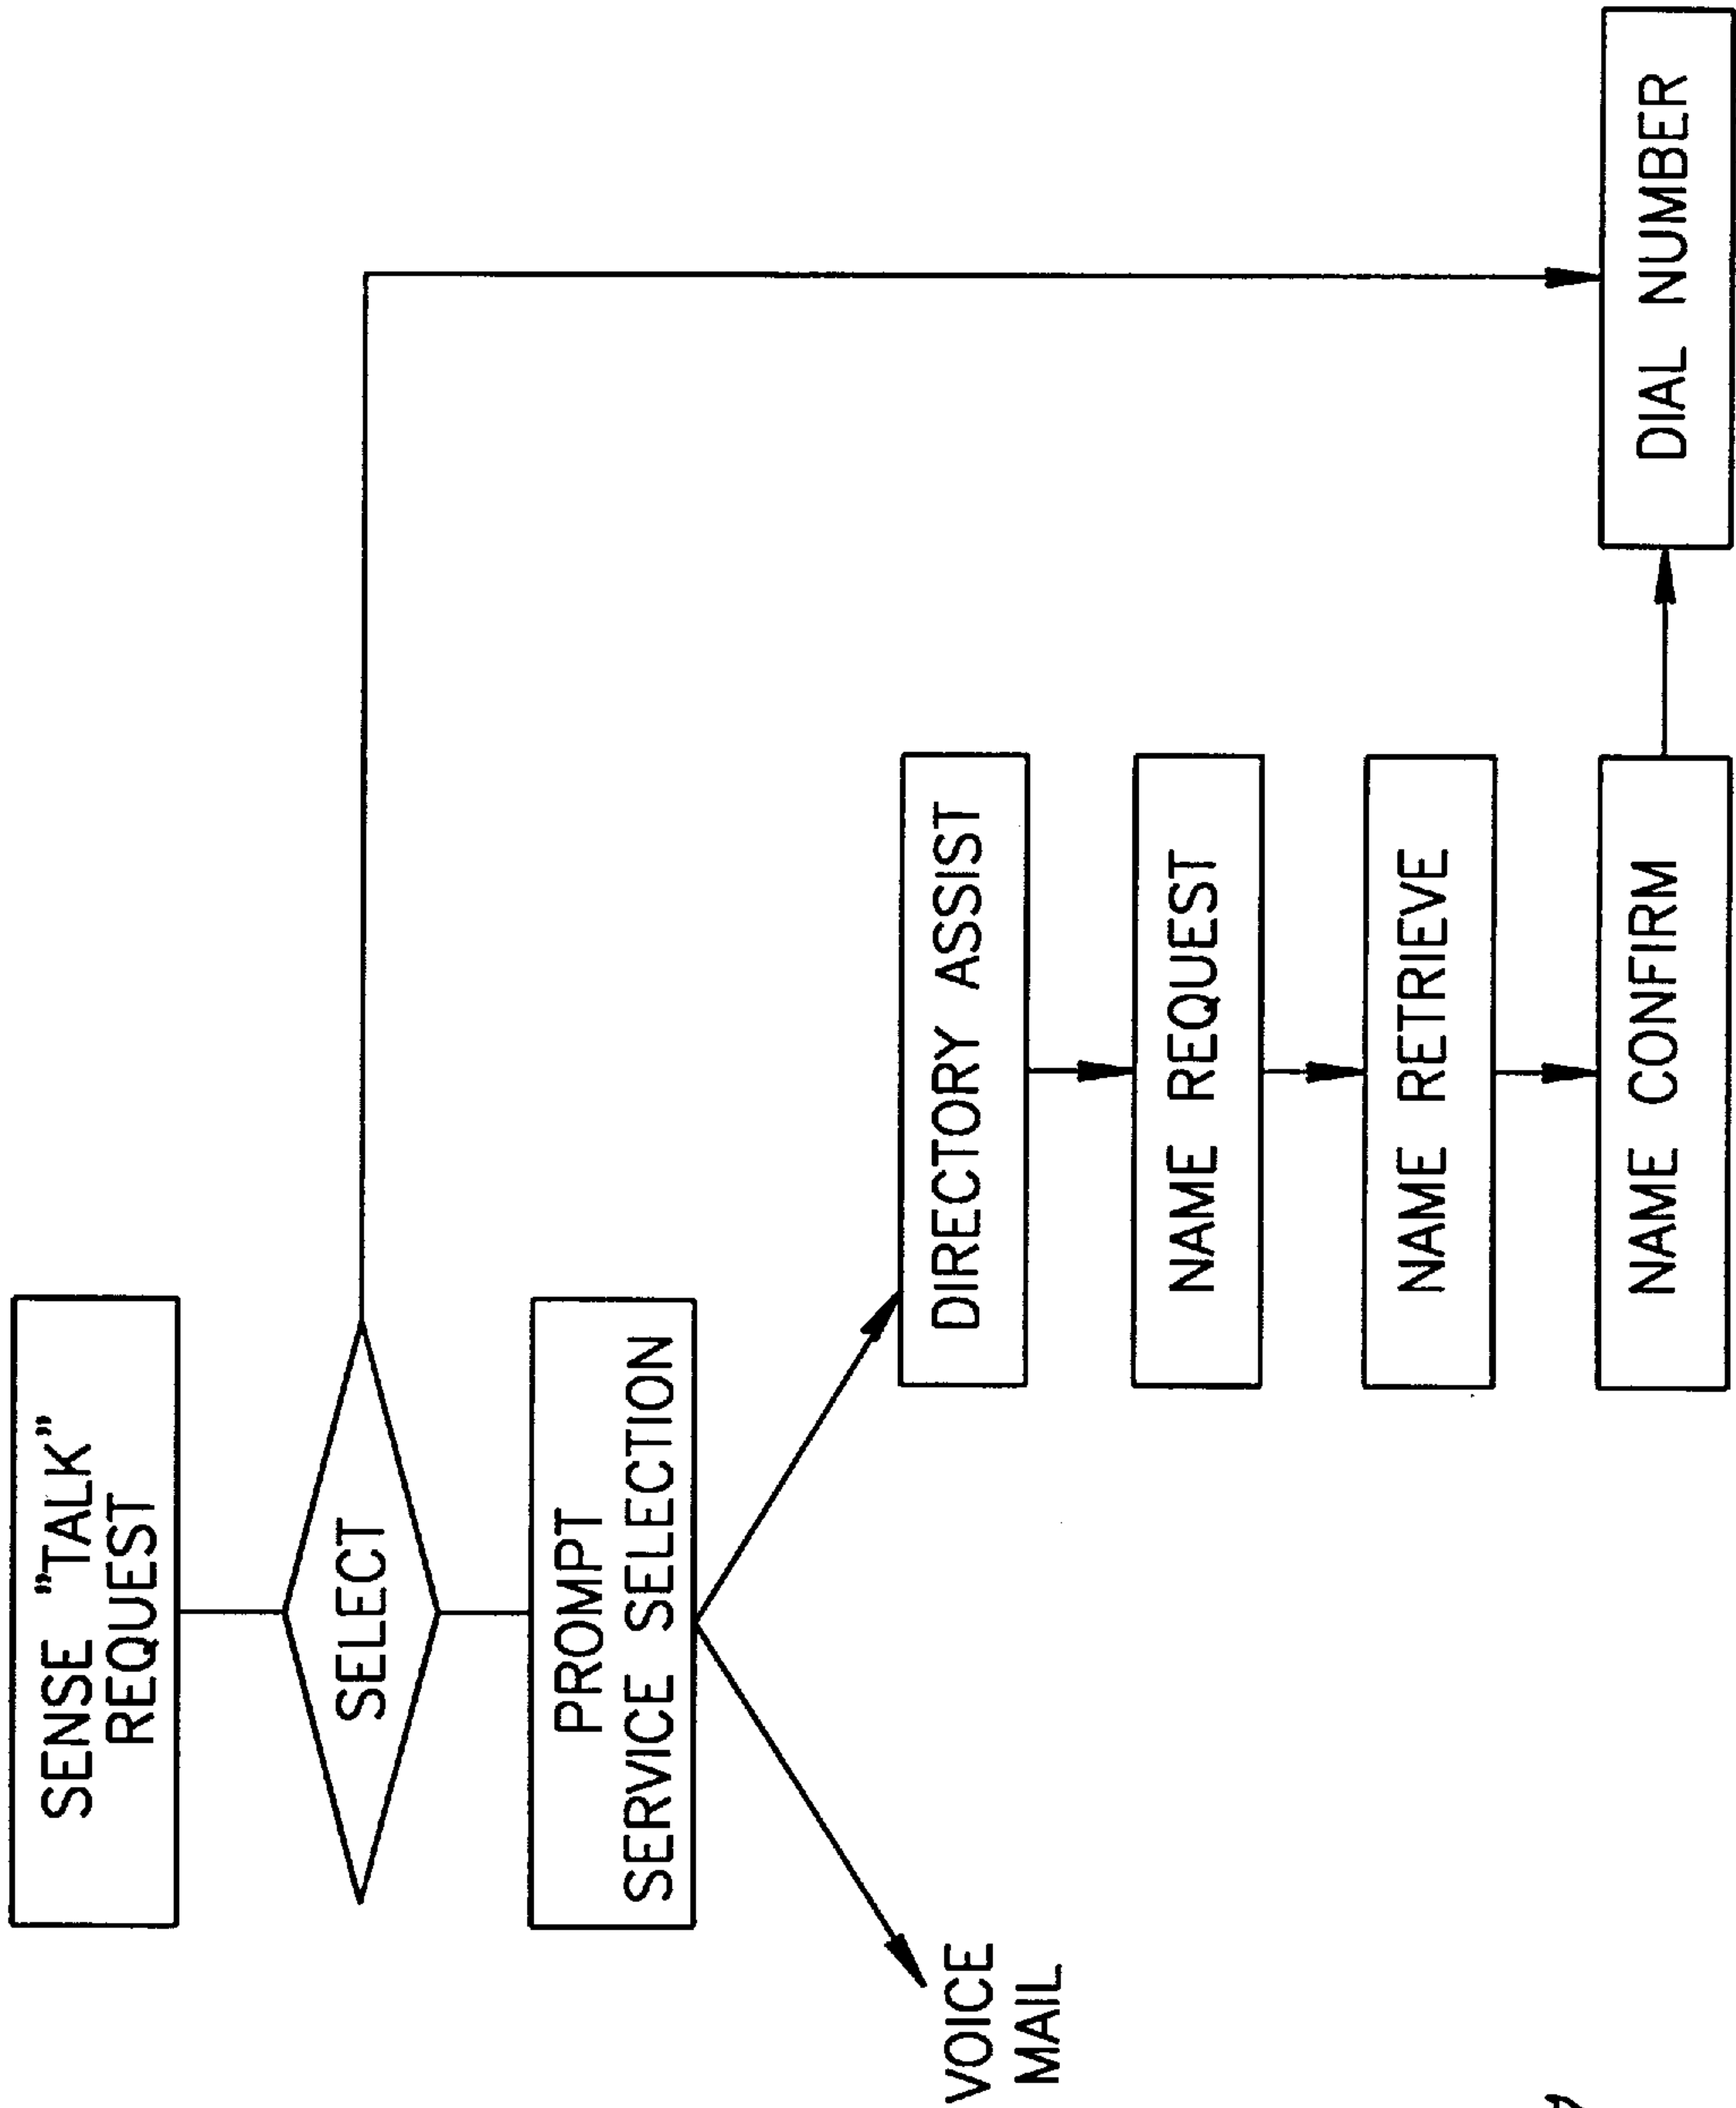 SENSE "TALK"
REQUEST
SELECT
PROMPT
SERVICE SELECTION
VOICE
MAIL
DIRECTORY ASSIST
NAME REQUEST
NAME RETRIEVE
NAME CONFIRM
DIAL NUMBER